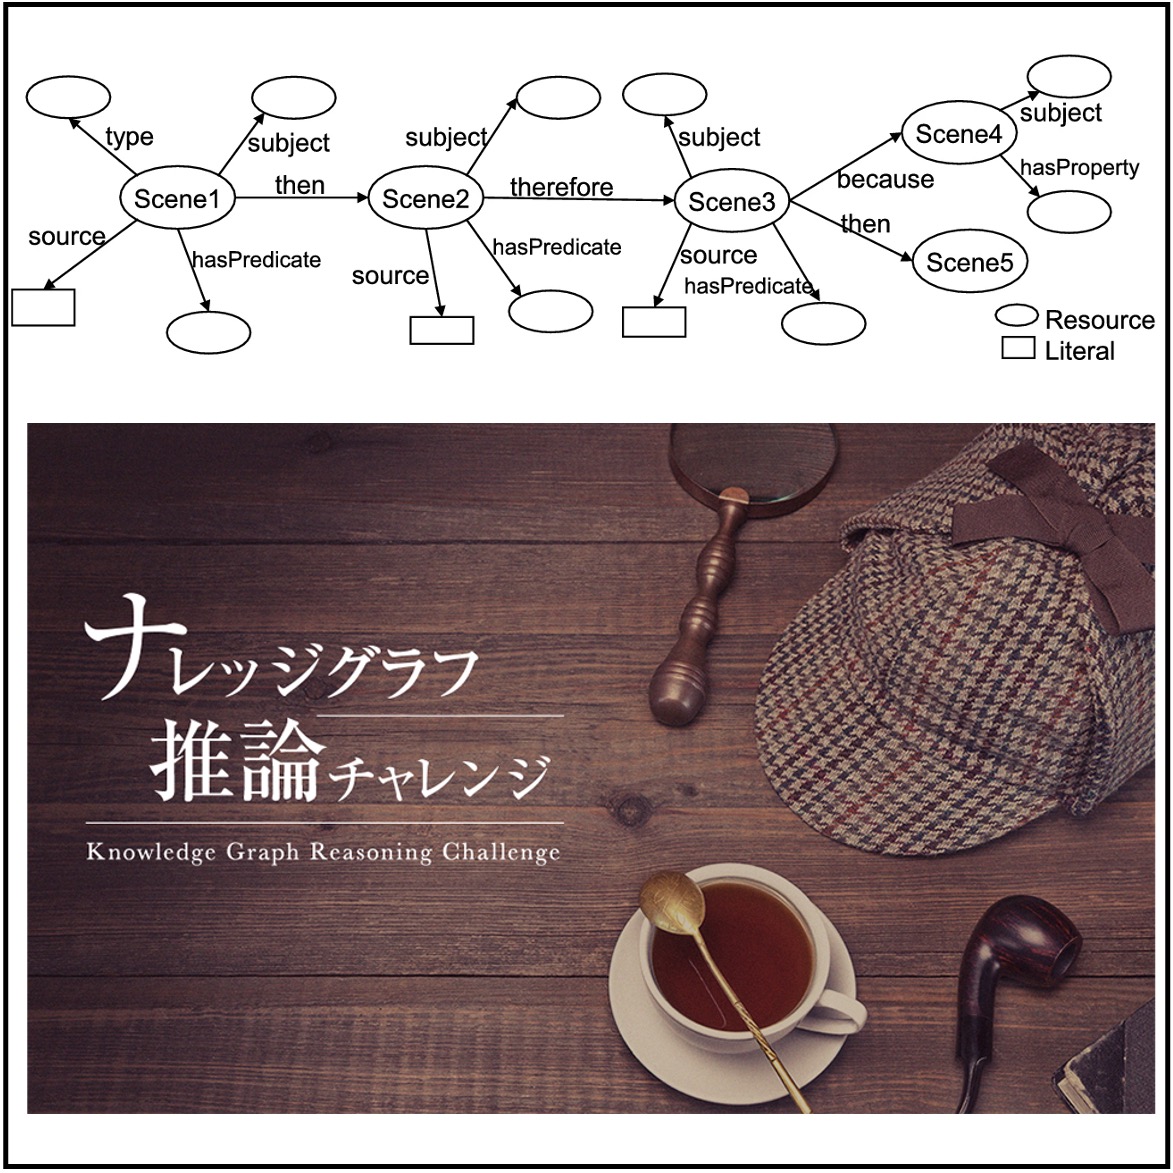 type
subject
subject
subject
Scene4
subject
Scene1
then
Scene2
therefore
Scene3
because
hasProperty
source
hasPredicate
source
hasPredicate
source
hasPredicate
then
Scene5
Resource
Literal
ナレッジグラフ
推論チャレンジ
Knowledge Graph Reasoning Challenge